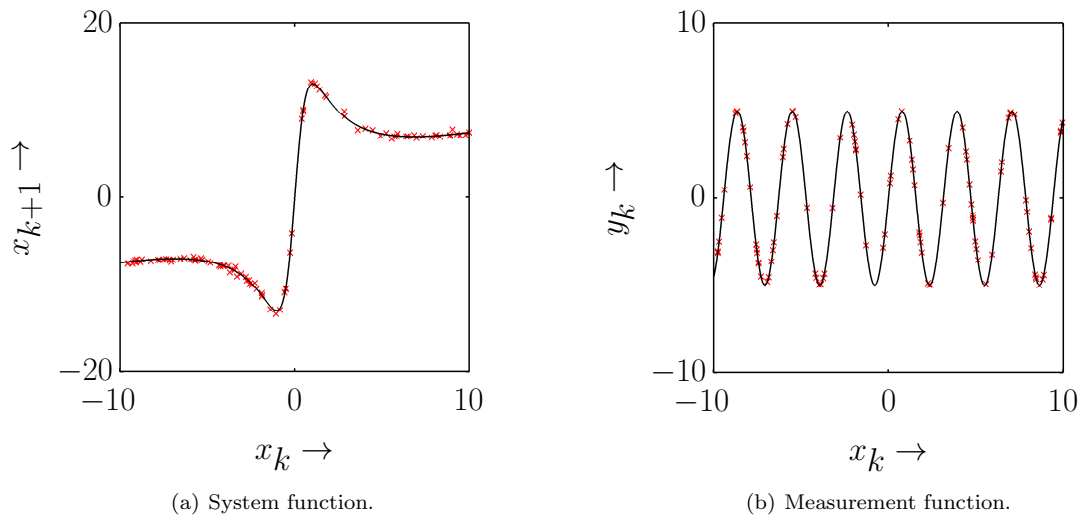 20
0
−20
−10
0
10
x_{k+1} →
x_k →
(a) System function.
10
0
−10
−10
0
10
y_k →
x_k →
(b) Measurement function.